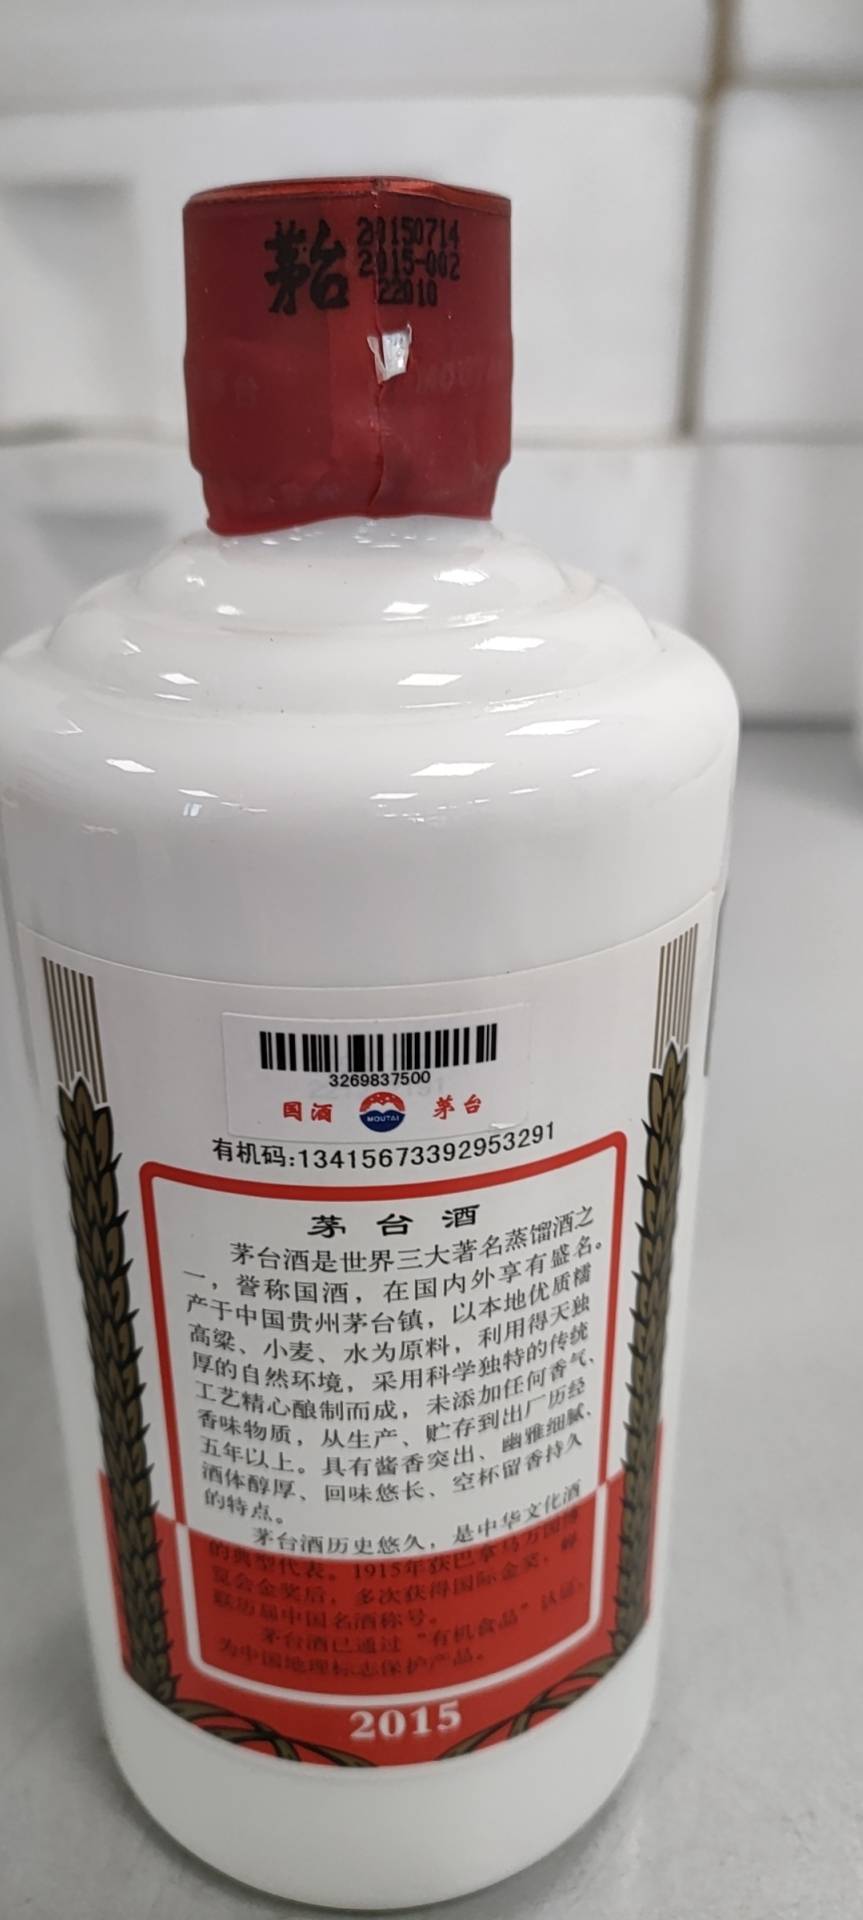 茅台
20150714
2015-002
22010
3269837500
国酒 MOUTAI 茅台
有机码:13415673392953291
茅台酒
茅台酒是世界三大著名蒸馏酒之
一，誉称国酒，在国内外享有盛名。
产于中国贵州茅台镇，以本地优质糯
高粱、小麦、水为原料，利用得天独
厚的自然环境，采用科学独特的传统
工艺精心酿制而成，未添加任何香气、
香味物质，从生产、贮存到出厂历经
五年以上。具有酱香突出、幽雅细腻、
酒体醇厚、回味悠长、空杯留香持久
的特点。
茅台酒历史悠久，是中华文化酒
的典型代表。1915年获巴拿马万国博
览会金奖后，多次获得国际金奖，蝉
联历届中国名酒称号。
茅台酒已通过“有机食品”认证，
为中国地理标志保护产品。
2015